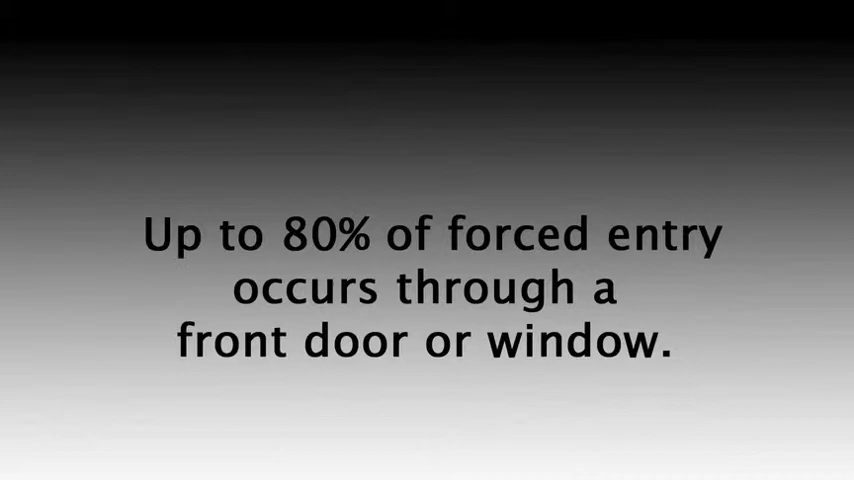 Up to 80% of forced entry
occurs through a
front door or window.